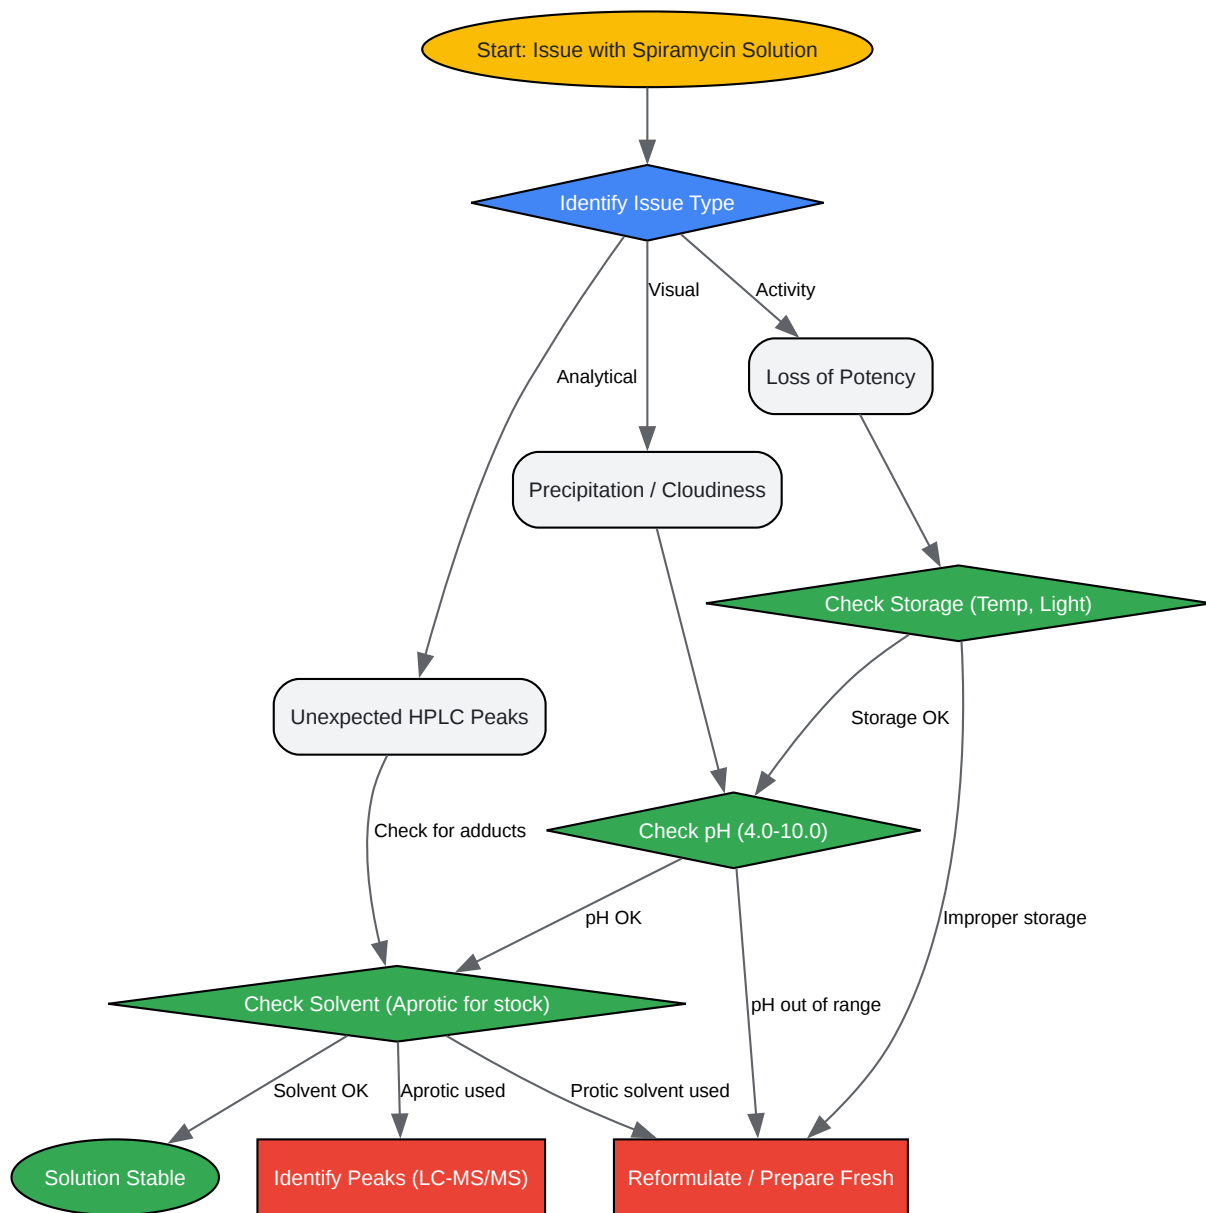 Start: Issue with Spiramycin Solution
Identify Issue Type
Visual
Activity
Analytical
Loss of Potency
Precipitation / Cloudiness
Check Storage (Temp, Light)
Unexpected HPLC Peaks
Storage OK
Check for adducts
Check pH (4.0-10.0)
pH OK
Improper storage
Check Solvent (Aprotic for stock)
pH out of range
Solvent OK
Aprotic used
Protic solvent used
Solution Stable
Identify Peaks (LC-MS/MS)
Reformulate / Prepare Fresh